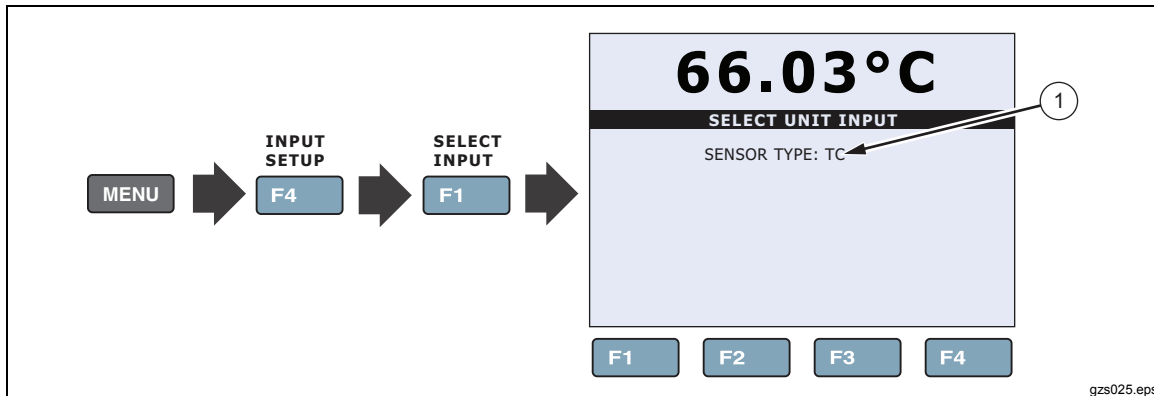 MENU
INPUT
SETUP
F4
SELECT
INPUT
F1
66.03°C
SELECT UNIT INPUT
SENSOR TYPE: TC
1
F1 F2 F3 F4
gzs025.eps